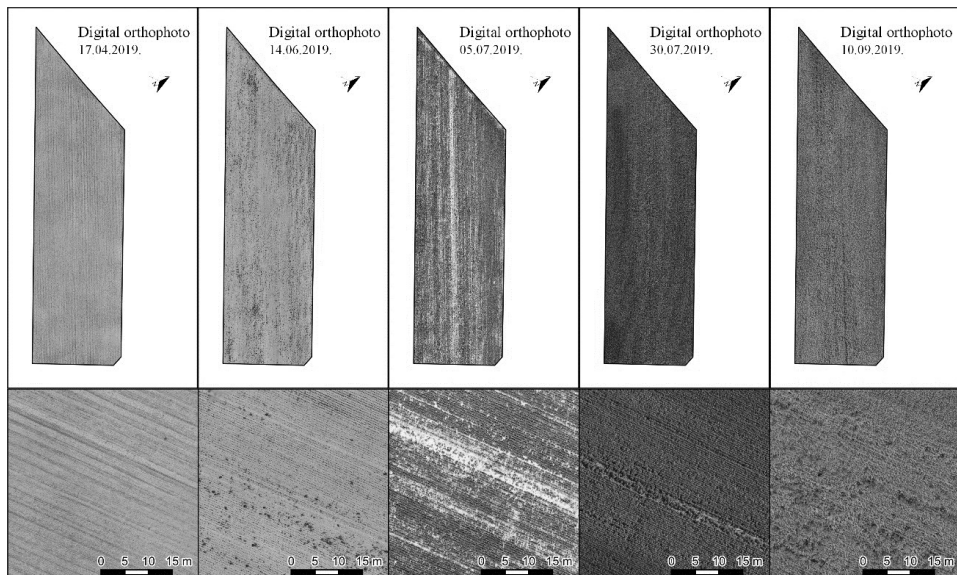 Digital orthophoto
17.04.2019.
Digital orthophoto
14.06.2019.
Digital orthophoto
05.07.2019.
Digital orthophoto
30.07.2019.
Digital orthophoto
10.09.2019.
0 5 10 15 m
0 5 10 15 m
0 5 10 15 m
0 5 10 15 m
0 5 10 15 m